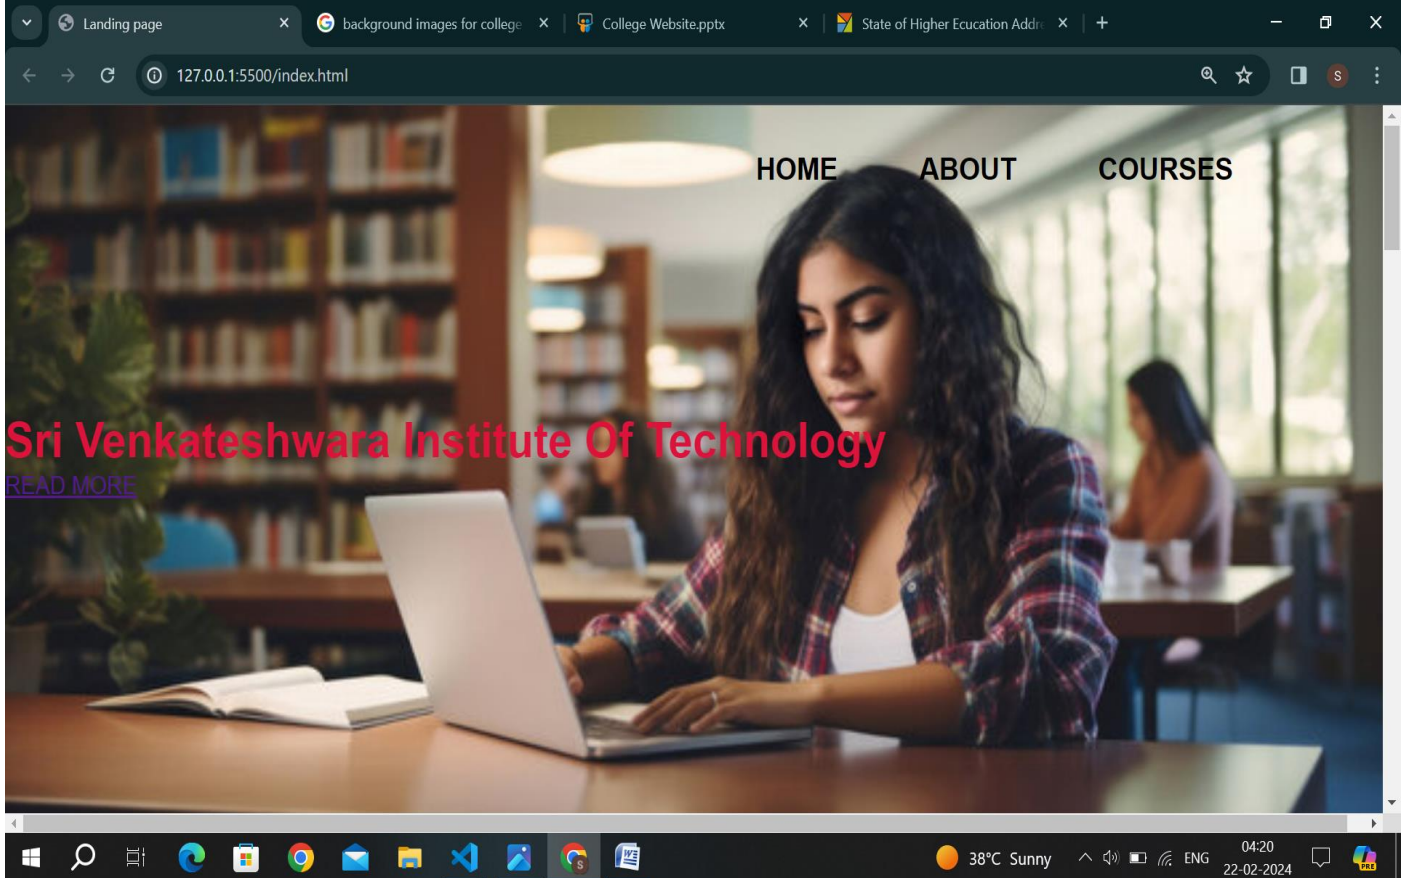 Landing page
background images for college
College Website.pptx
State of Higher Ecucation Addre
127.0.0.1:5500/index.html
S
HOME ABOUT COURSES
Sri Venkateshwara Institute Of Technology
READ MORE
S
38°C Sunny
ENG
04:20
22-02-2024
PRE